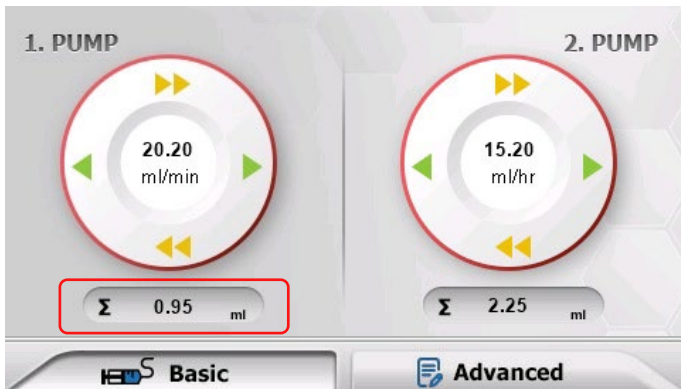 1. PUMP
2. PUMP
20.20
ml/min
15.20
ml/hr
Σ 0.95 ml
Σ 2.25 ml
Basic
Advanced